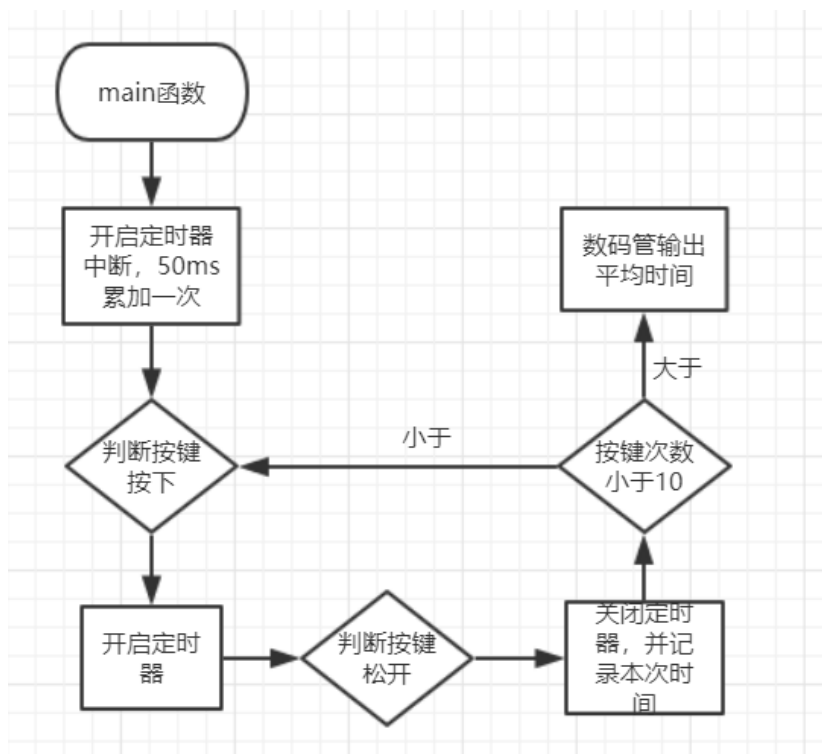 main函数
开启定时器
中断，50ms
累加一次
判断按键
按下
开启定时
器
判断按键
松开
关闭定时
器，并记
录本次时
间
按键次数
小于10
小于
大于
数码管输出
平均时间